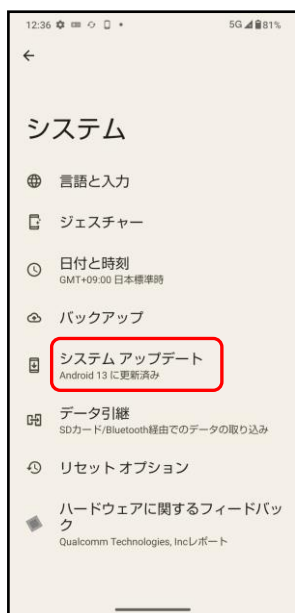 12:36 5G 81%
システム
言語と入力
ジェスチャー
日付と時刻
GMT+09:00 日本標準時
バックアップ
システム アップデート
Android 13 に更新済み
データ引継
SDカード/Bluetooth経由でのデータの取り込み
リセット オプション
ハードウェアに関するフィードバッ
ク
Qualcomm Technologies, Incレポート